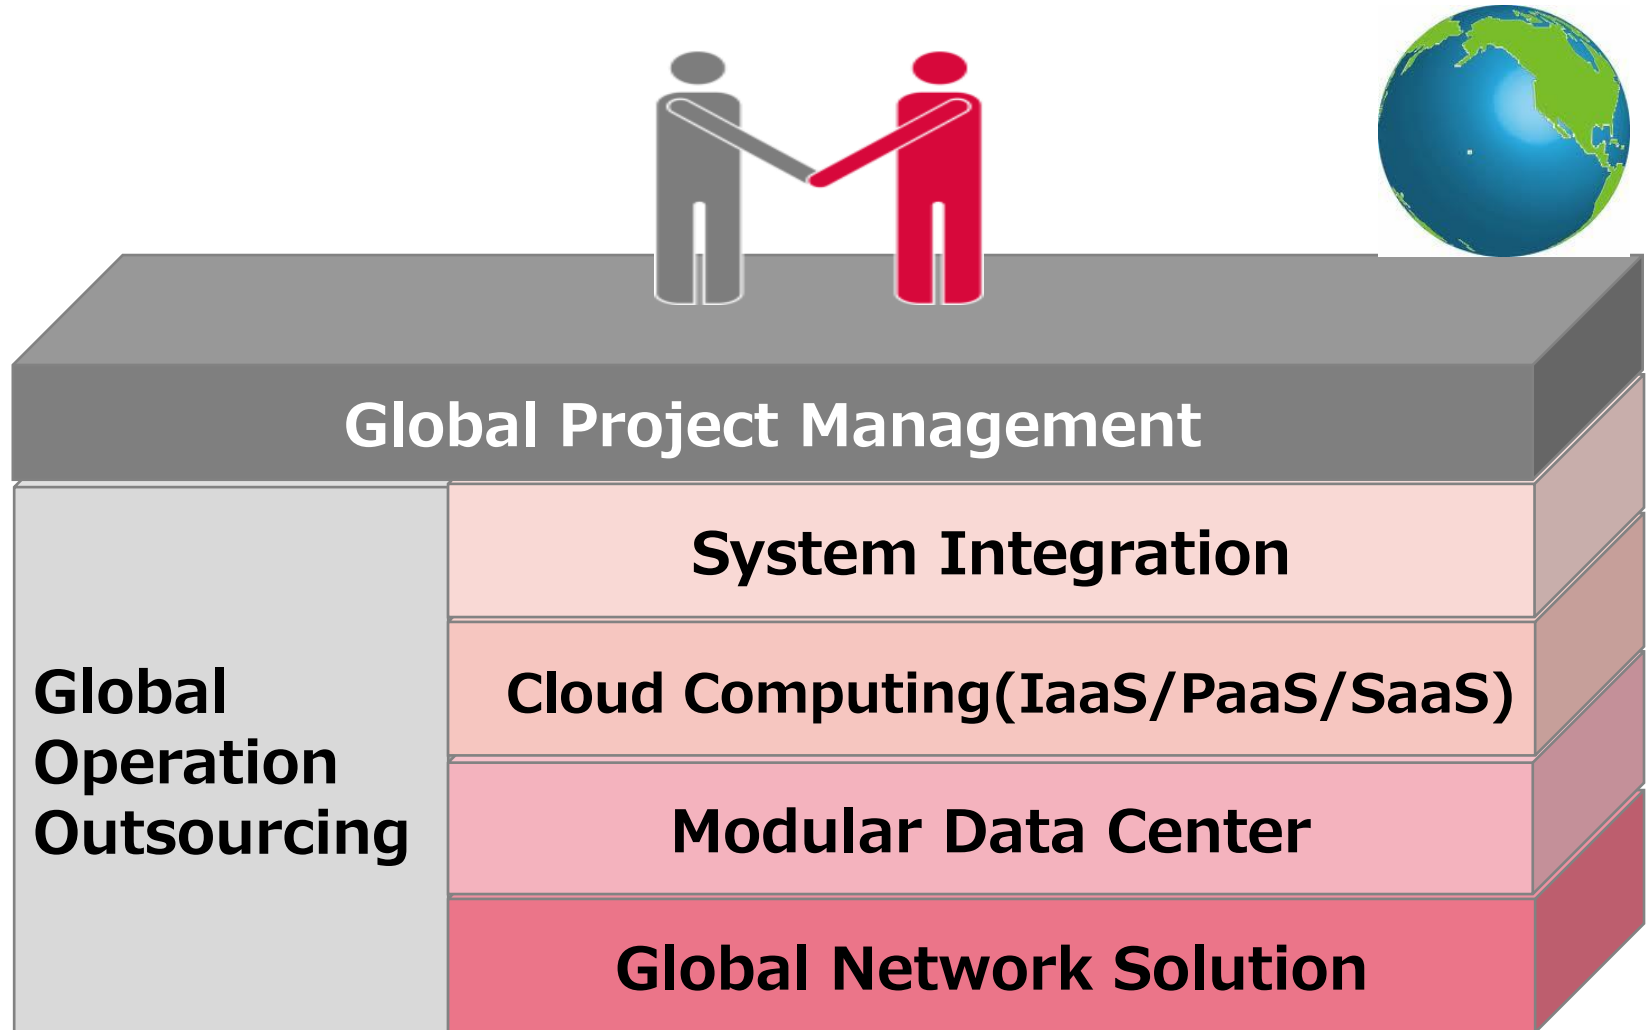 Global Project Management
System Integration
Global
Operation
Outsourcing
Cloud Computing(IaaS/PaaS/SaaS)
Modular Data Center
Global Network Solution